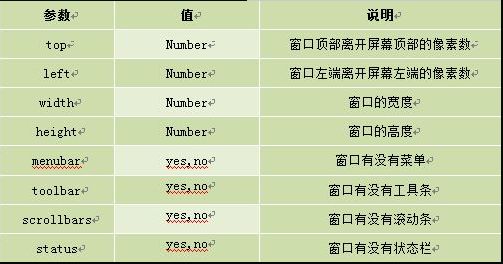 参数 值 说明
top Number 窗口顶部离开屏幕顶部的像素数
left Number 窗口左端离开屏幕左端的像素数
width Number 窗口的宽度
height Number 窗口的高度
menubar yes,no 窗口有没有菜单
toolbar yes,no 窗口有没有工具条
scrollbars yes,no 窗口有没有滚动条
status yes,no 窗口有没有状态栏